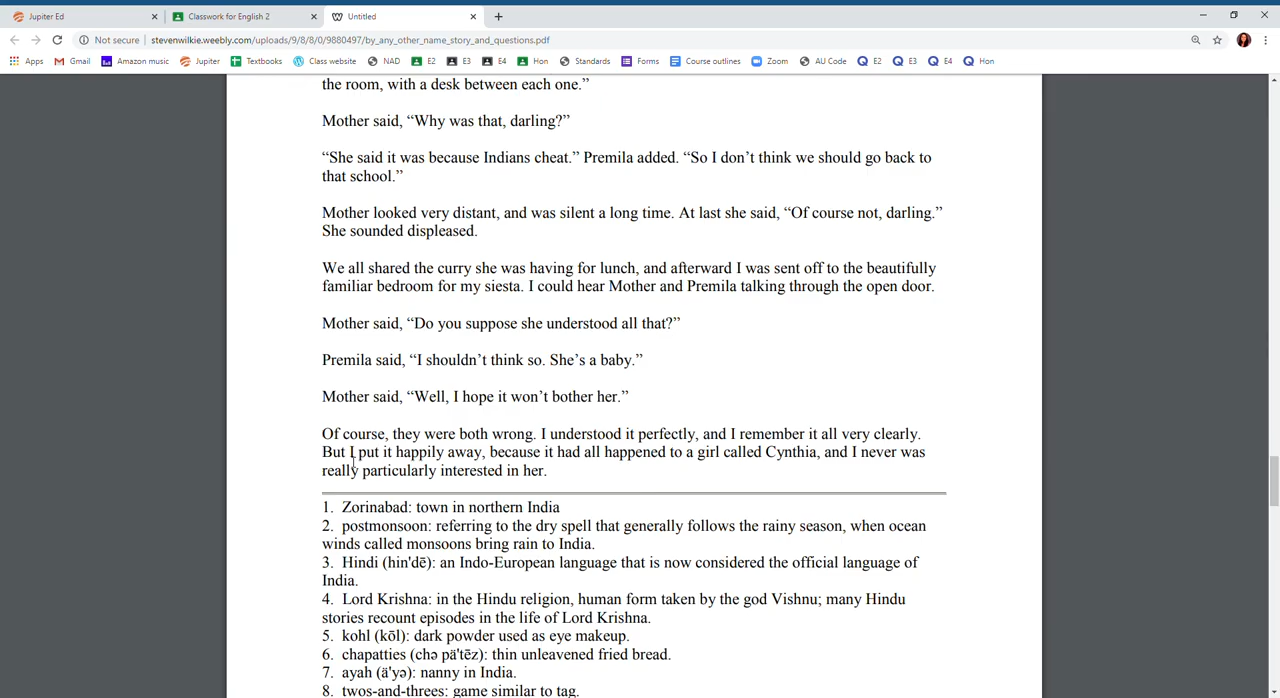 Jupiter Ed
Classwork for English 2
Untitled
Not secure | stevenwilkie.weebly.com/uploads/9/8/8/0/9880497/by_any_other_name_story_and_questions.pdf
Apps Gmail Amazon music Jupiter Textbooks Class website NAD E2 E3 E4 Hon Standards Forms Course outlines Zoom AU Code E2 E3 E4 Hon
the room, with a desk between each one.”
Mother said, “Why was that, darling?”
“She said it was because Indians cheat.” Premila added. “So I don’t think we should go back to
that school.”
Mother looked very distant, and was silent a long time. At last she said, “Of course not, darling.”
She sounded displeased.
We all shared the curry she was having for lunch, and afterward I was sent off to the beautifully
familiar bedroom for my siesta. I could hear Mother and Premila talking through the open door.
Mother said, “Do you suppose she understood all that?”
Premila said, “I shouldn’t think so. She’s a baby.”
Mother said, “Well, I hope it won’t bother her.”
Of course, they were both wrong. I understood it perfectly, and I remember it all very clearly.
But I put it happily away, because it had all happened to a girl called Cynthia, and I never was
really particularly interested in her.
1. Zorinabad: town in northern India
2. postmonsoon: referring to the dry spell that generally follows the rainy season, when ocean
winds called monsoons bring rain to India.
3. Hindi (hin'dē): an Indo-European language that is now considered the official language of
India.
4. Lord Krishna: in the Hindu religion, human form taken by the god Vishnu; many Hindu
stories recount episodes in the life of Lord Krishna.
5. kohl (kōl): dark powder used as eye makeup.
6. chapatties (chə pä'tēz): thin unleavened fried bread.
7. ayah (ä'yə): nanny in India.
8. twos-and-threes: game similar to tag.